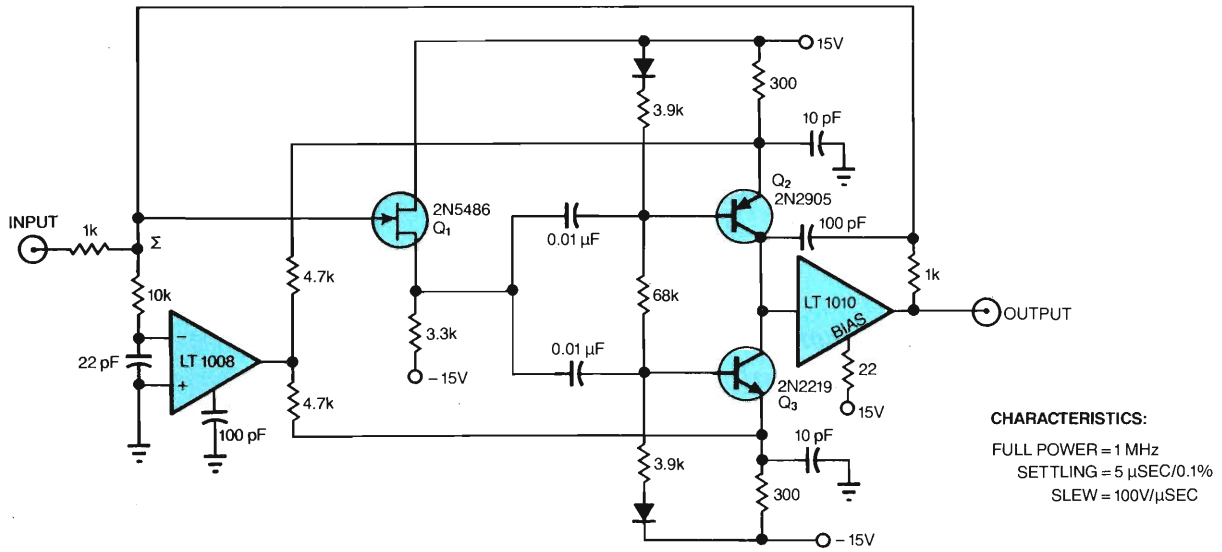 15V
300
3.9k
10 pF
Q2
2N2905
INPUT
1k
Σ
2N5486
Q1
0.01 µF
100 pF
4.7k
10k
68k
1k
LT 1010
BIAS
OUTPUT
22 pF
−
+
LT 1008
3.3k
− 15V
0.01 µF
2N2219
Q3
22
15V
4.7k
100 pF
3.9k
10 pF
300
− 15V
CHARACTERISTICS:
FULL POWER = 1 MHz
SETTLING = 5 µSEC/0.1%
SLEW = 100V/µSEC